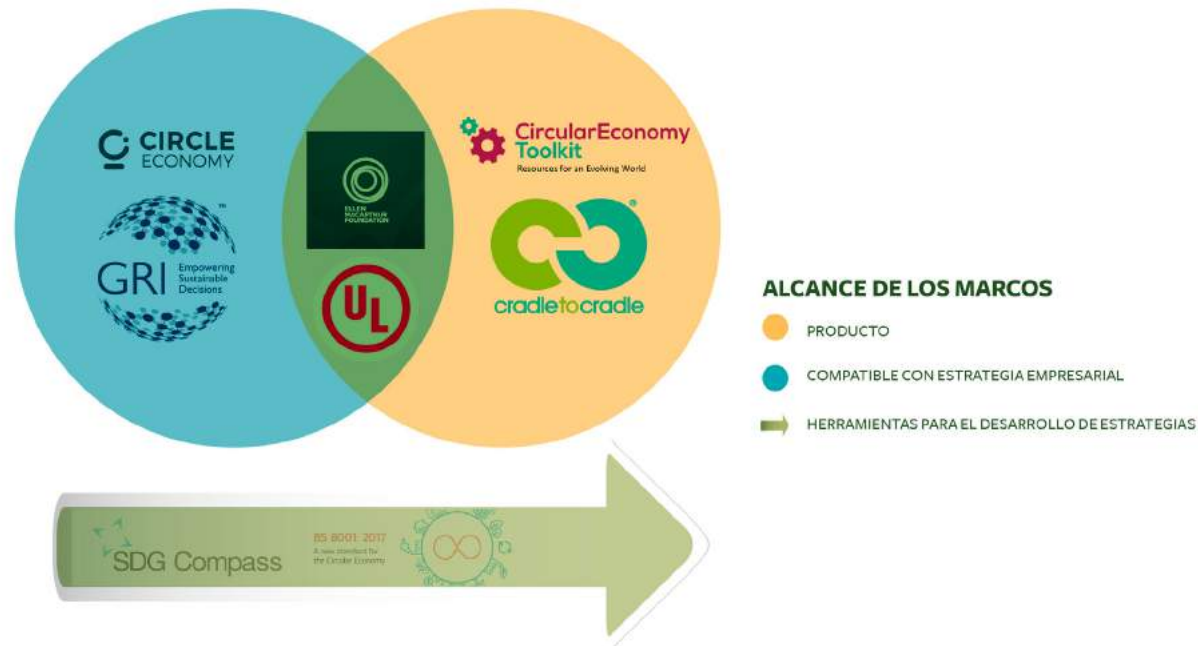 CIRCLE
ECONOMY
GRI
Empowering
Sustainable
Decisions
TM
ELLEN
MACARTHUR
FOUNDATION
UL
CircularEconomy
Toolkit
Resources for an Evolving World
®
cradletocradle
ALCANCE DE LOS MARCOS
PRODUCTO
COMPATIBLE CON ESTRATEGIA EMPRESARIAL
HERRAMIENTAS PARA EL DESARROLLO DE ESTRATEGIAS
SDG Compass
BS 8001: 2017
A new standard for
the Circular Economy